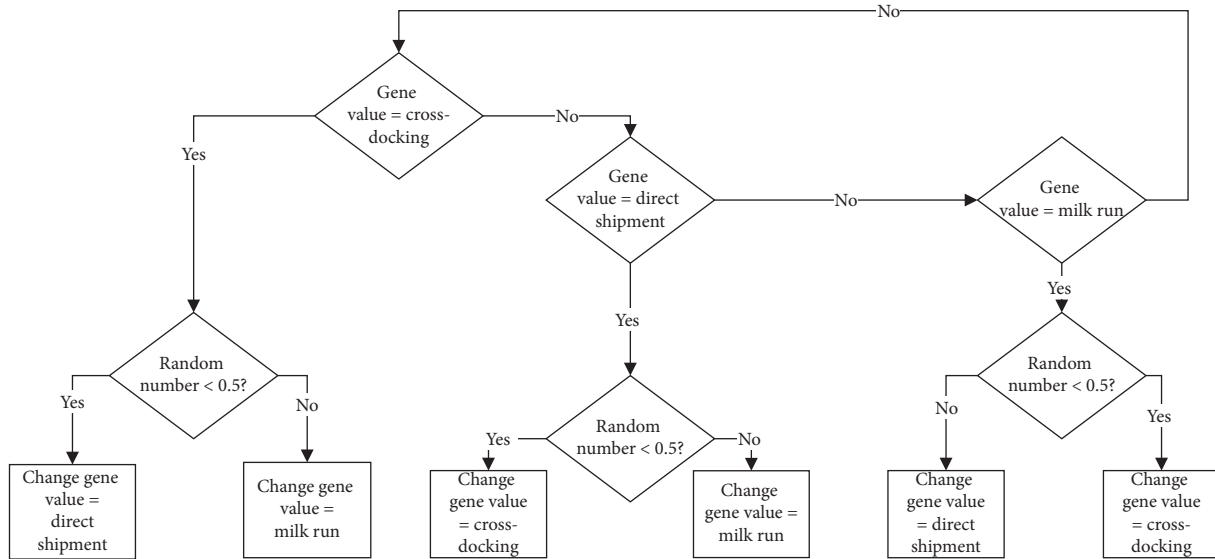 No
Gene
value = cross-
docking
No
Yes
Gene
value = direct
shipment
No
Gene
value = milk run
Yes
Yes
Random
number < 0.5?
Yes
No
Random
number < 0.5?
Yes
No
Random
number < 0.5?
No
Yes
Change gene
value =
direct
shipment
Change gene
value =
milk run
Change
gene value
= cross-
docking
Change
gene value =
milk run
Change
gene value
= direct
shipment
Change
gene value
= cross-
docking